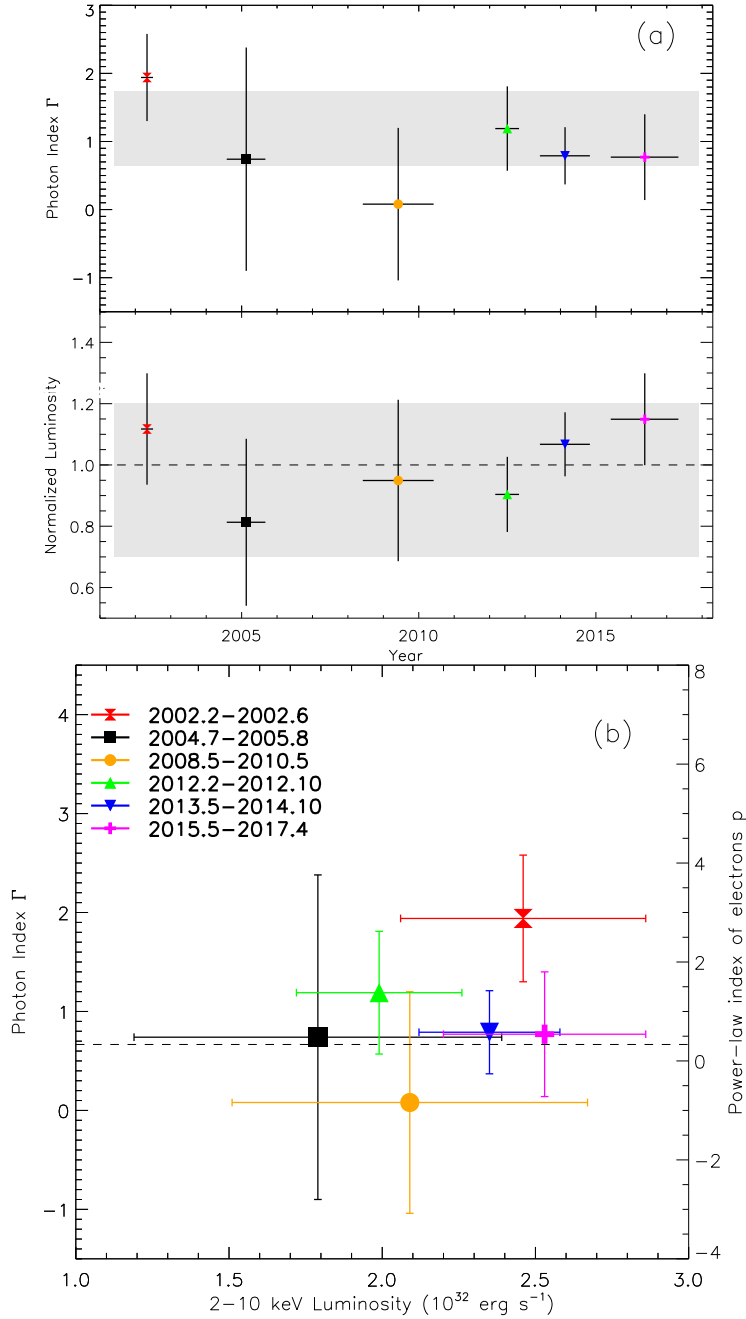 (a)
3
2
1
0
−1
Photon Index Γ
1.4
1.2
1.0
0.8
0.6
Normalized Luminosity
2005 2010 2015
Year
(b)
2002.2−2002.6
2004.7−2005.8
2008.5−2010.5
2012.2−2012.10
2013.5−2014.10
2015.5−2017.4
4
3
2
1
0
−1
Photon Index Γ
8
6
4
2
0
−2
−4
Power−law index of electrons p
1.0 1.5 2.0 2.5 3.0
2−10 keV Luminosity (10³² erg s⁻¹)